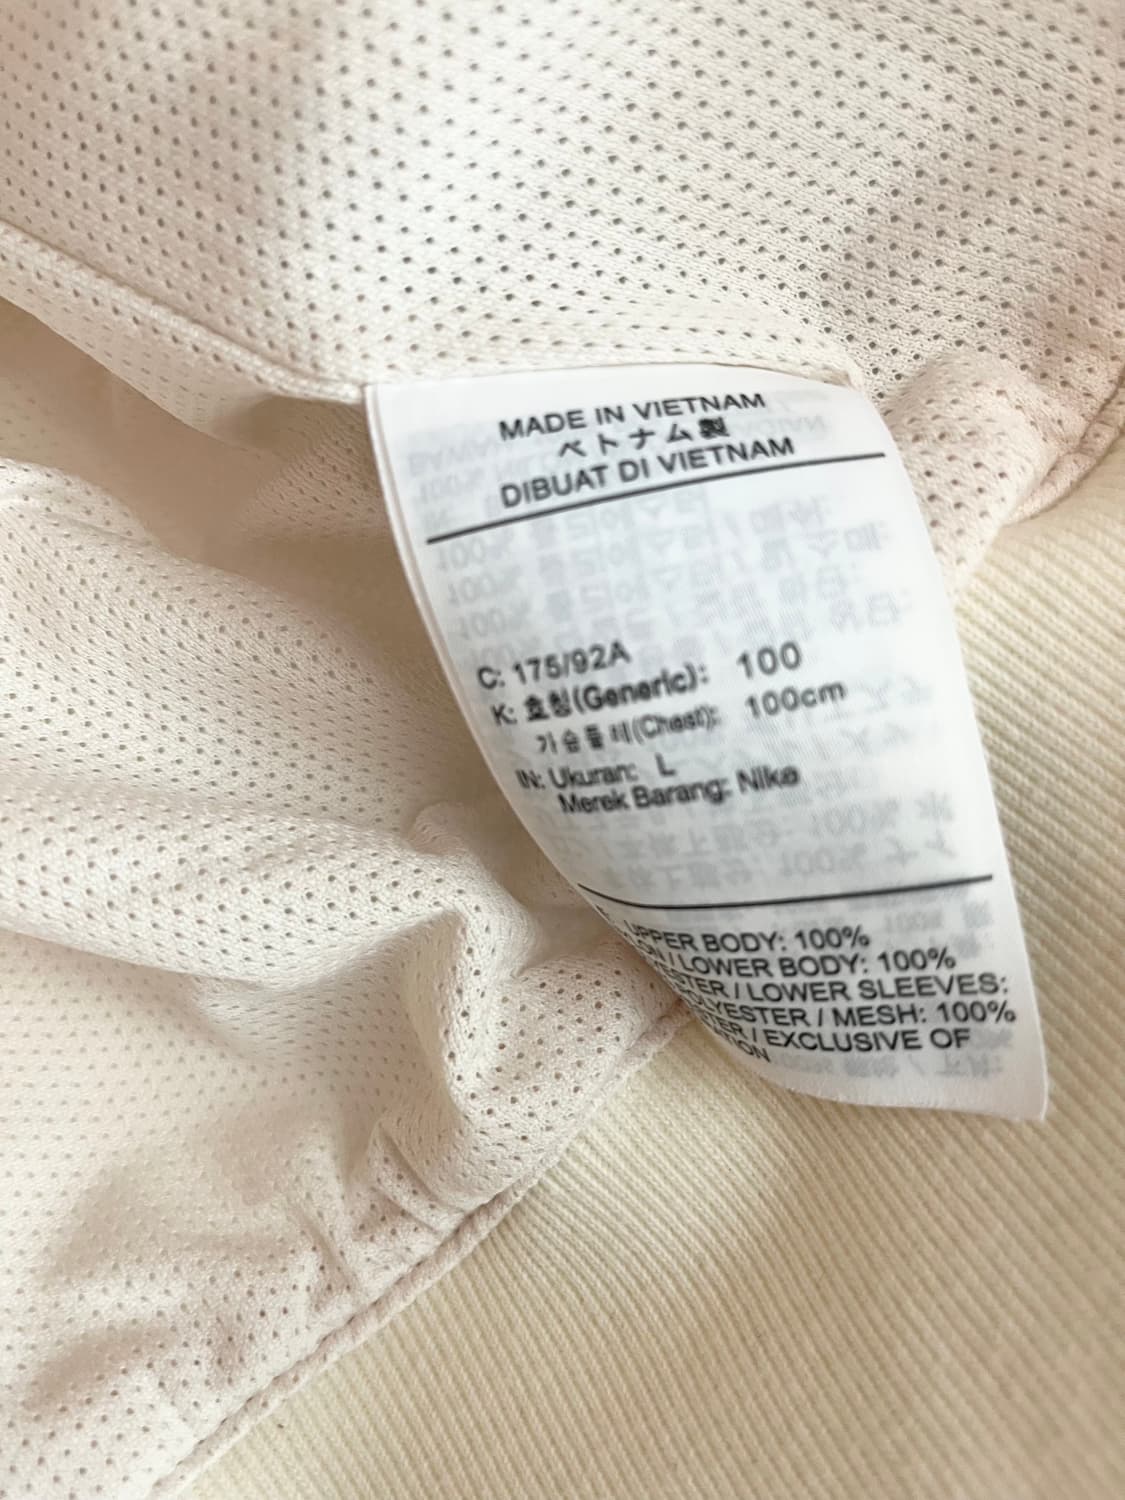 MADE IN VIETNAM
ベトナム製
DIBUAT DI VIETNAM
C: 175/92A
K: 호칭(Generic): 100
가슴둘레(Chest): 100cm
IN: Ukuran: L
Merek Barang: Nike
UPPER BODY: 100%
/ LOWER BODY: 100%
/ LOWER SLEEVES:
/ MESH: 100%
/ EXCLUSIVE OF